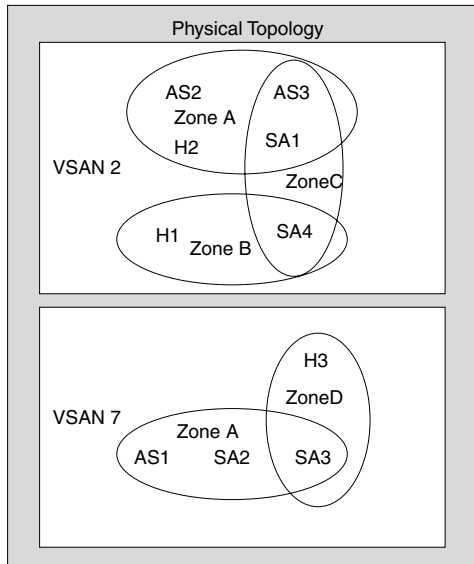 Physical Topology
AS2 AS3
Zone A
SA1
H2
VSAN 2
ZoneC
H1 SA4
Zone B
H3
ZoneD
VSAN 7
Zone A
AS1 SA2 SA3